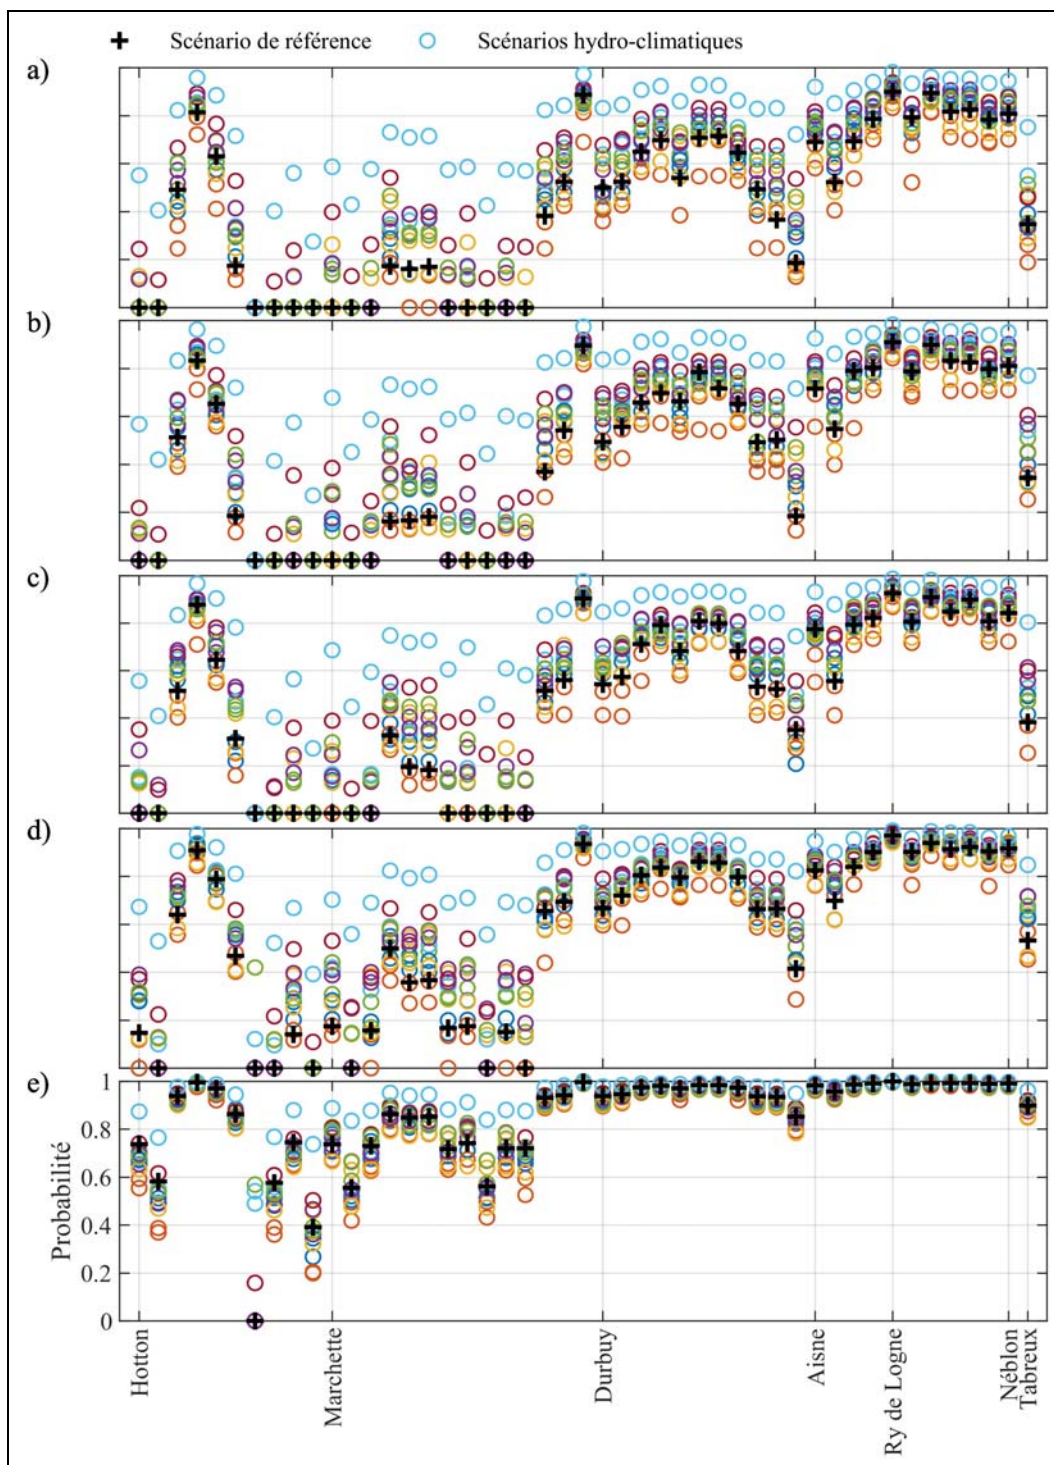 Scénario de référence Scénarios hydro-climatiques
a)
b)
c)
d)
e)
Probabilité
1
0.8
0.6
0.4
0.2
0
Hotton
Marchette
Durbuy
Aisne
Ry de Logne
Néblon
Tabreux